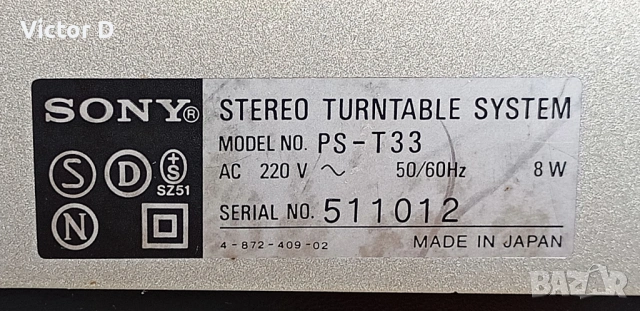 Victor D
SONY®
STEREO TURNTABLE SYSTEM
MODEL NO. PS-T33
AC 220 V ~ 50/60Hz 8 W
S D +S
SZ51
N
SERIAL NO. 511012
4-872-409-02 MADE IN JAPAN
BAZAR